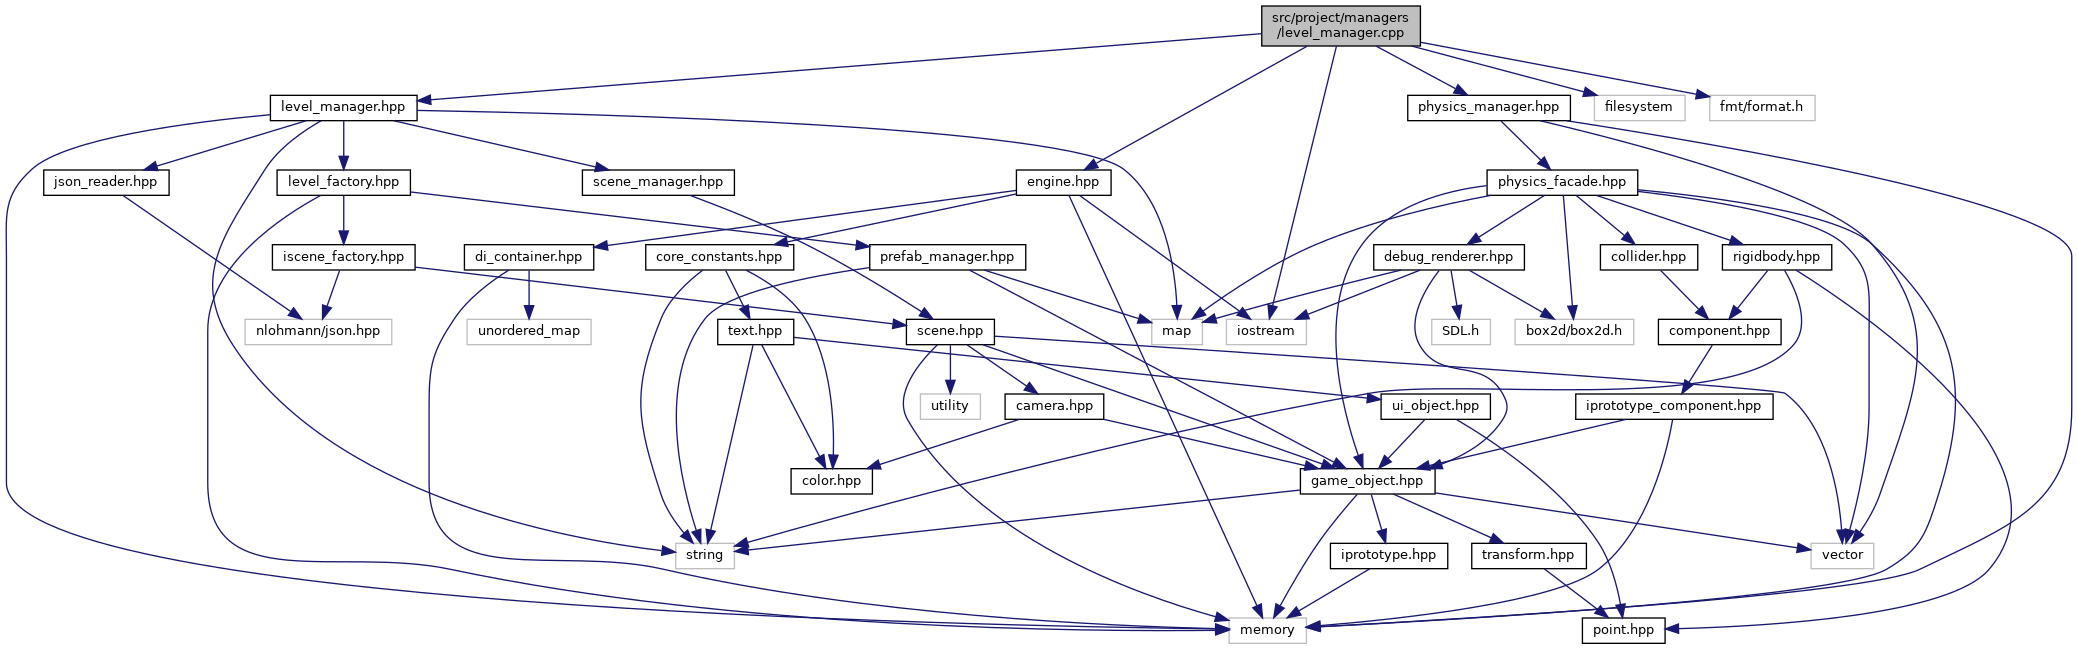 src/project/managers
/level_manager.cpp
level_manager.hpp
physics_manager.hpp
filesystem
fmt/format.h
json_reader.hpp
level_factory.hpp
scene_manager.hpp
engine.hpp
physics_facade.hpp
iscene_factory.hpp
di_container.hpp
core_constants.hpp
prefab_manager.hpp
debug_renderer.hpp
collider.hpp
rigidbody.hpp
nlohmann/json.hpp
unordered_map
text.hpp
scene.hpp
map
iostream
SDL.h
box2d/box2d.h
component.hpp
utility
camera.hpp
ui_object.hpp
iprototype_component.hpp
color.hpp
game_object.hpp
string
iprototype.hpp
transform.hpp
vector
memory
point.hpp